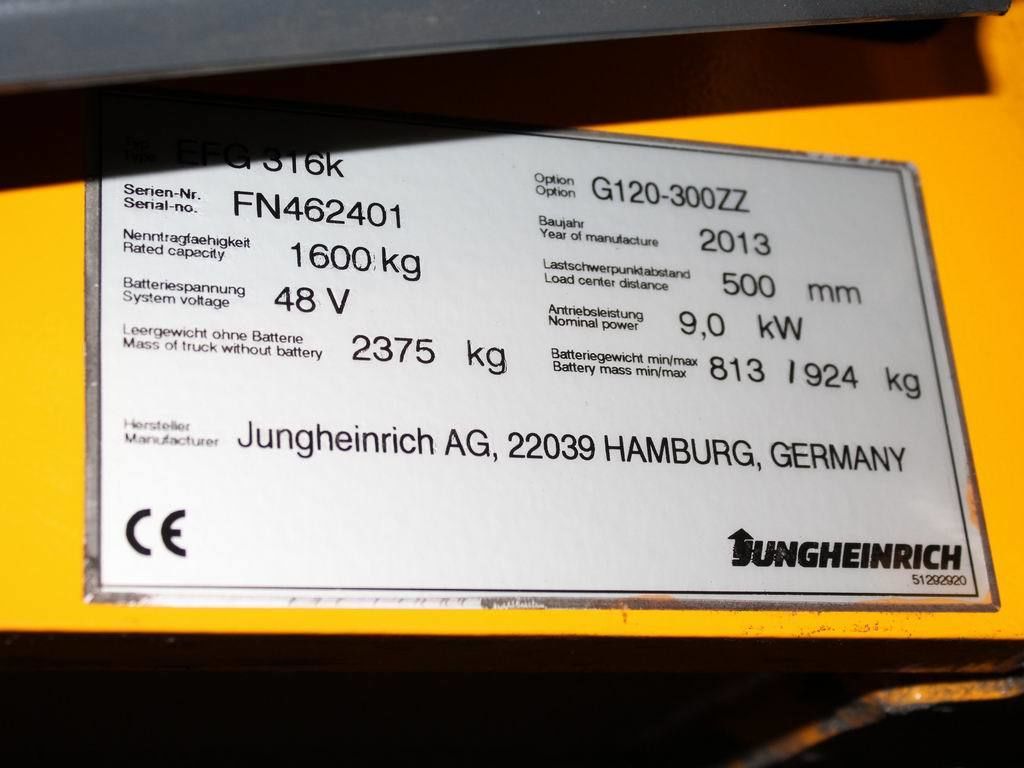 Typ
Type EFG 316k
Option
Option G120-300ZZ
Serien-Nr.
Serial-no. FN462401
Baujahr
Year of manufacture 2013
Nenntragfaehigkeit
Rated capacity 1600 kg
Lastschwerpunktabstand
Load center distance 500 mm
Batteriespannung
System voltage 48 V
Antriebsleistung
Nominal power 9,0 kW
Leergewicht ohne Batterie
Mass of truck without battery 2375 kg
Batteriegewicht min/max
Battery mass min/max 813 / 924 kg
Hersteller
Manufacturer Jungheinrich AG, 22039 HAMBURG, GERMANY
CE
JUNGHEINRICH
51292920